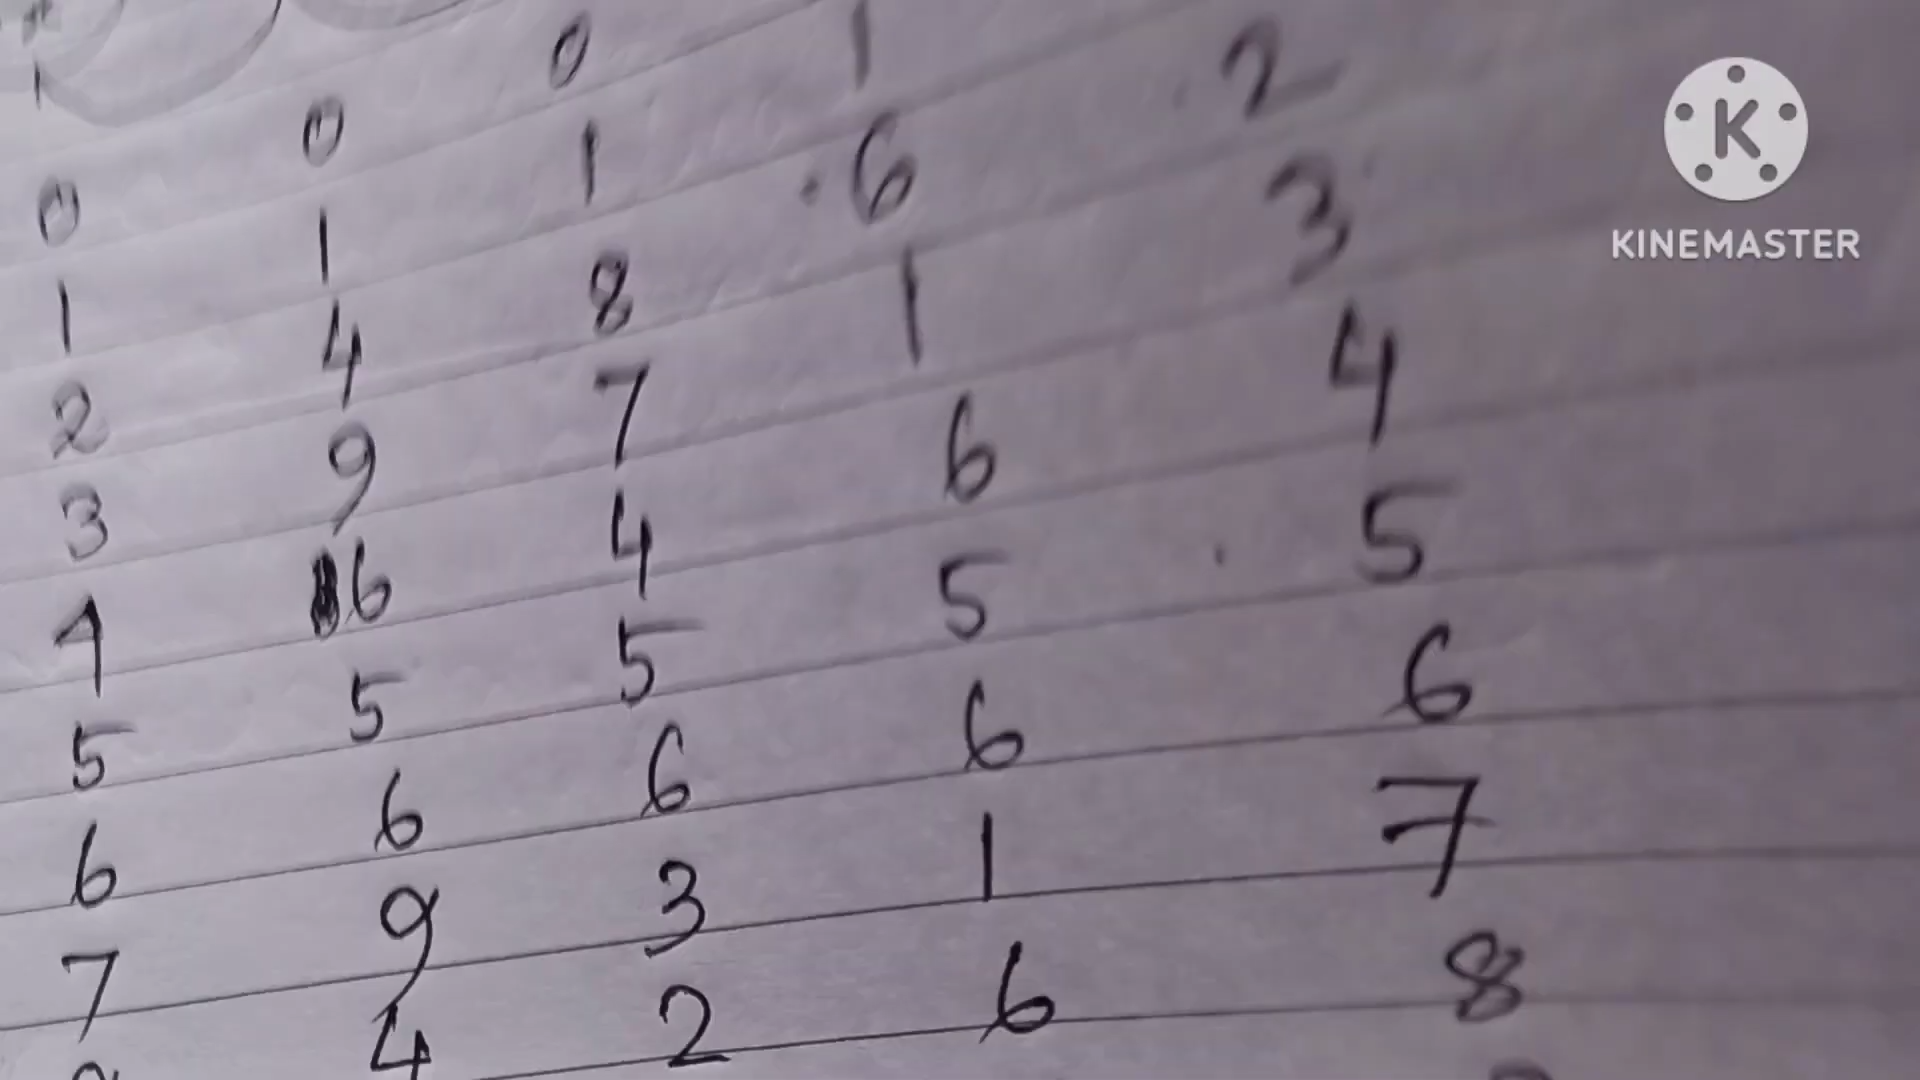 1
0 0 0
1 1 1 1
2 4 8 6 2
3 9 7 1 3
4 6 4 6 4
5 5 5 5 5
6 6 6 6 6
7 9 3 1 7
4 2 6 8
K
KINEMASTER